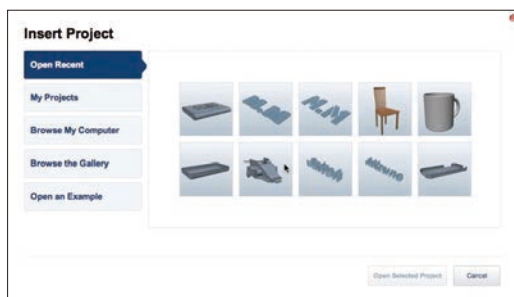 Insert Project
Open Recent
My Projects
Browse My Computer
Browse the Gallery
Open an Example
Open Selected Project
Cancel